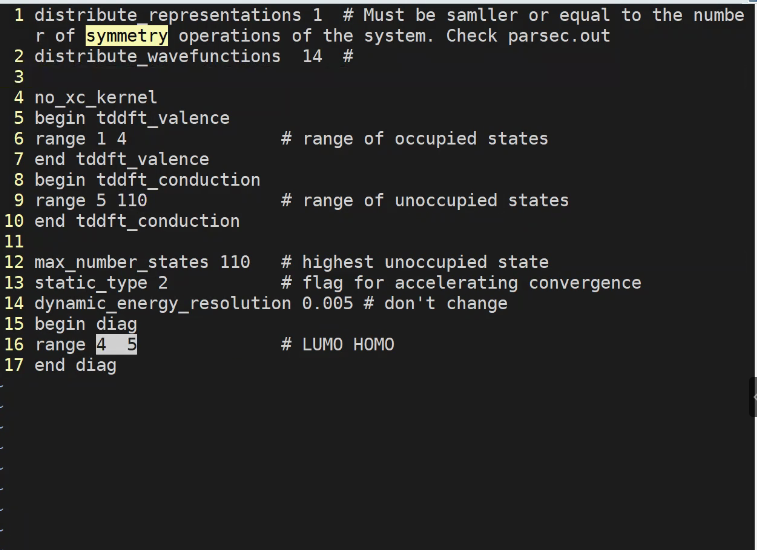 1 distribute_representations 1  # Must be samller or equal to the numbe
r of symmetry operations of the system. Check parsec.out
2 distribute_wavefunctions  14  #
3
4 no_xc_kernel
5 begin tddft_valence
6 range 1 4               # range of occupied states
7 end tddft_valence
8 begin tddft_conduction
9 range 5 110             # range of unoccupied states
10 end tddft_conduction
11
12 max_number_states 110   # highest unoccupied state
13 static_type 2           # flag for accelerating convergence
14 dynamic_energy_resolution 0.005 # don't change
15 begin diag
16 range 4  5              # LUMO HOMO
17 end diag
~
~
~
~
~
~
~
~